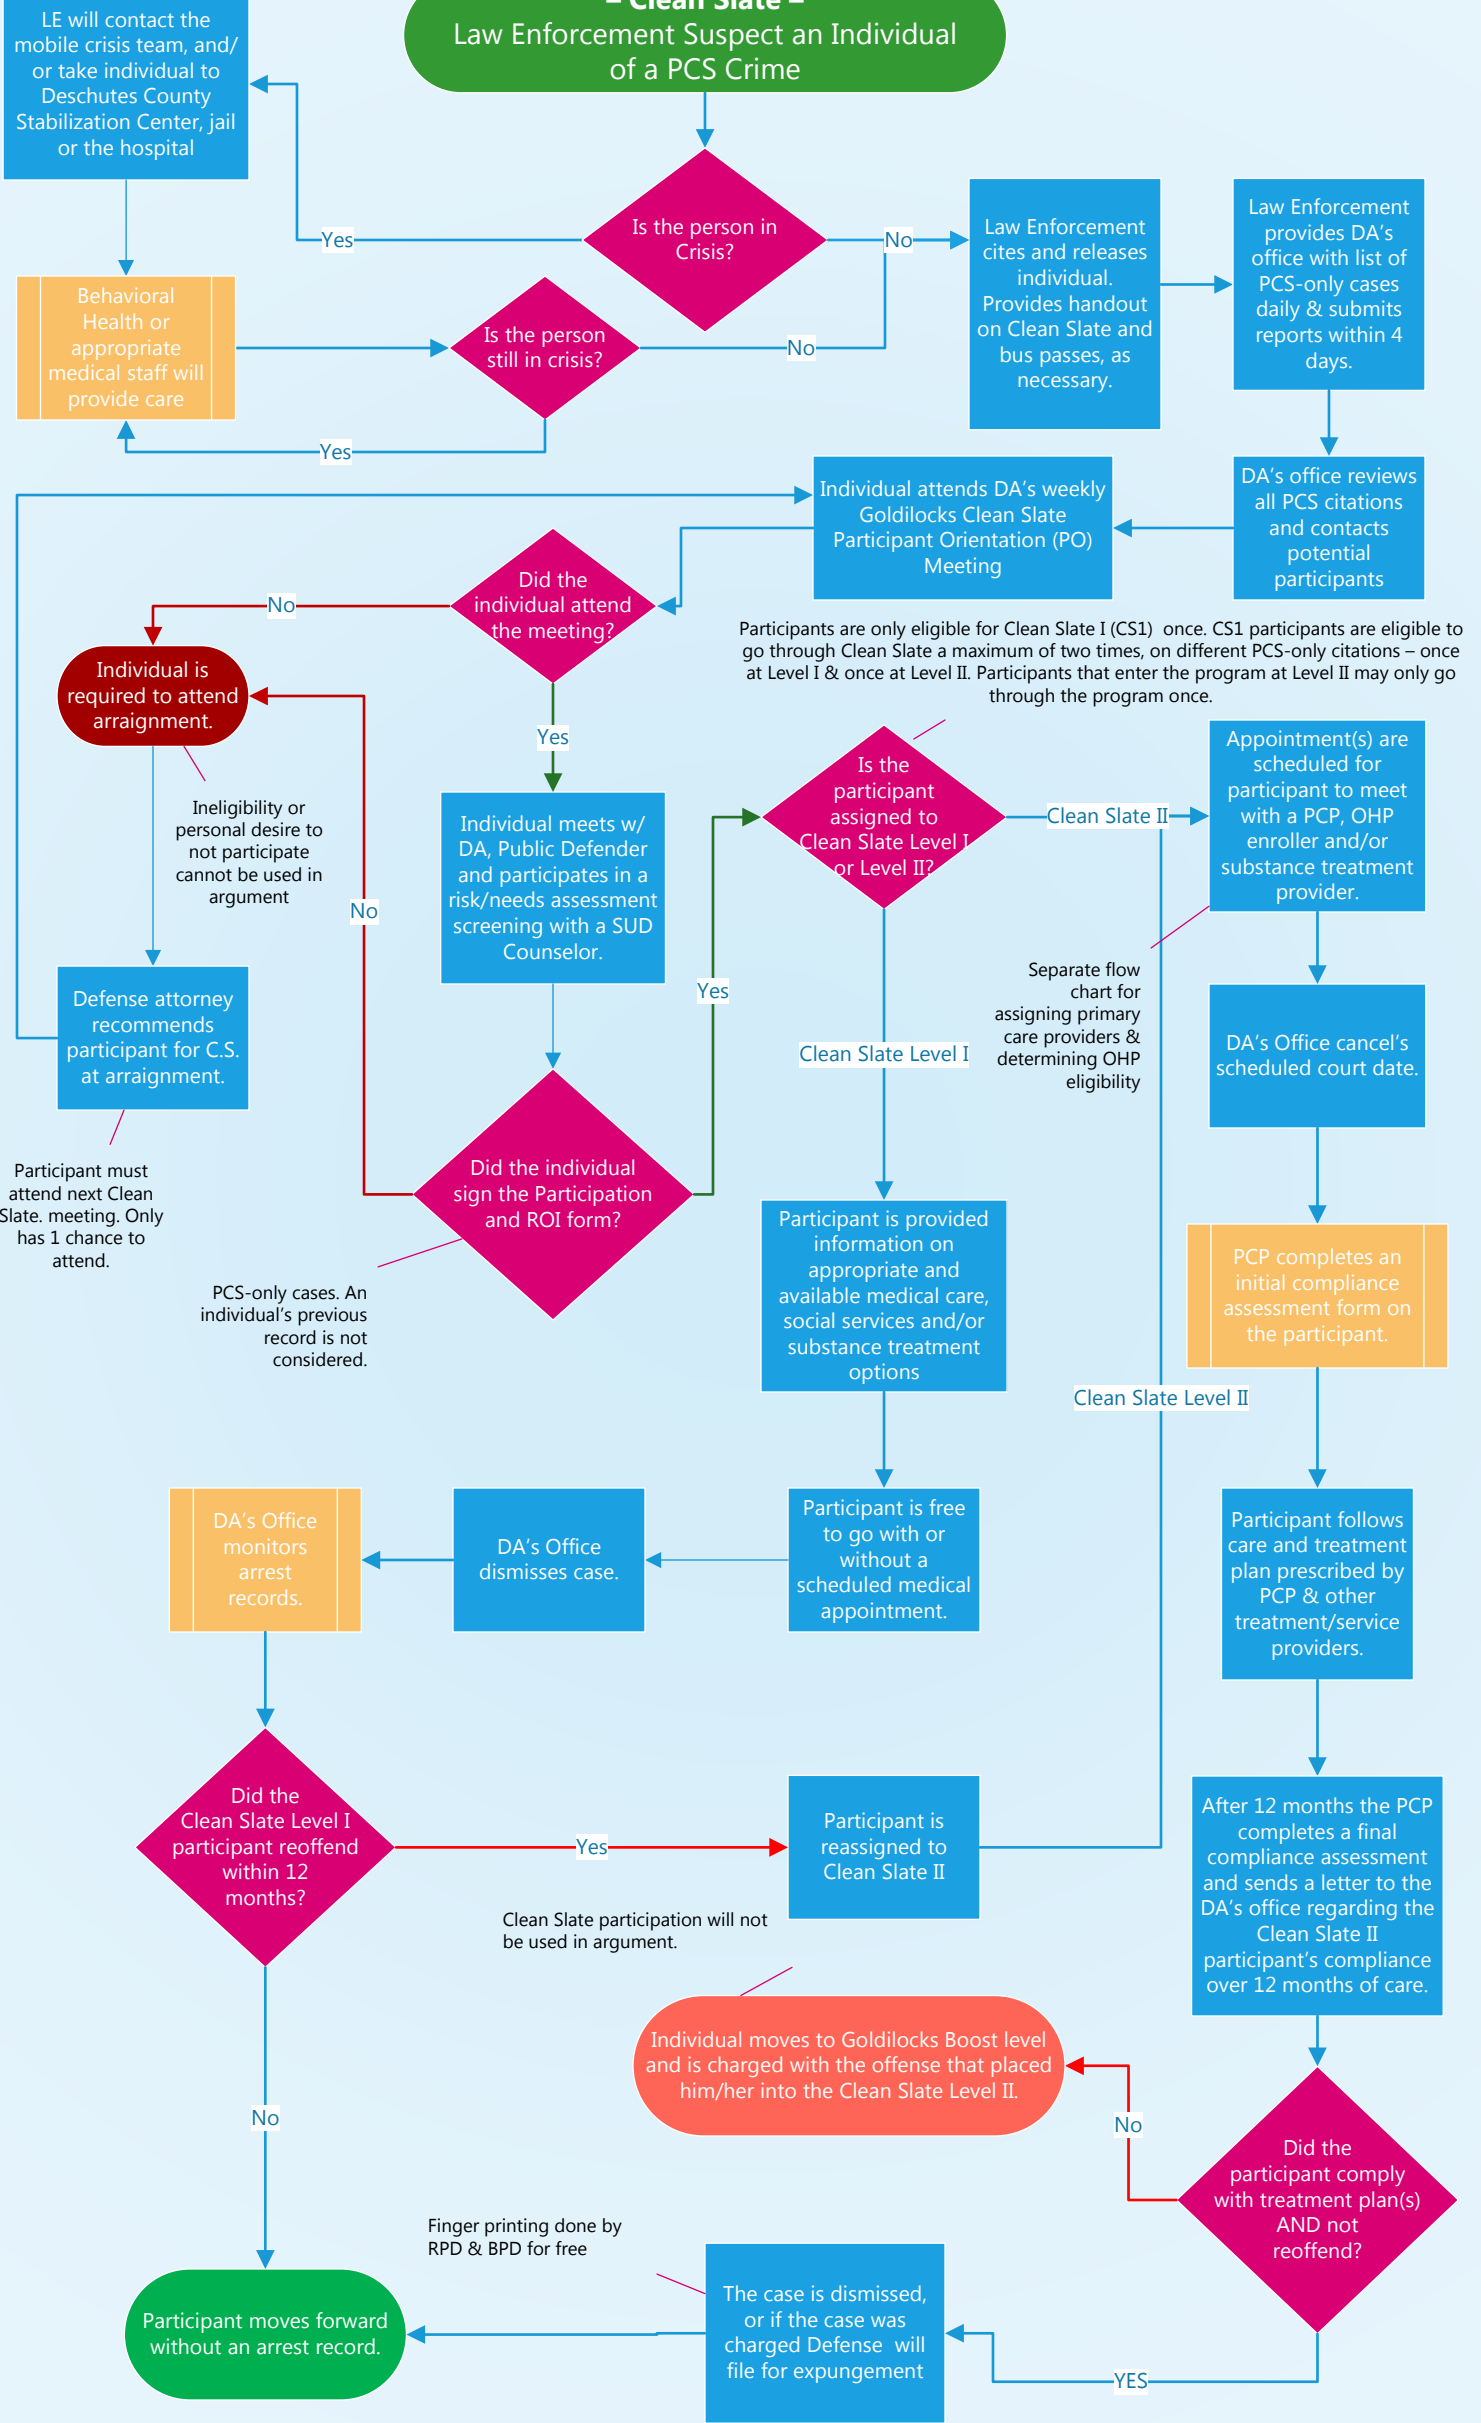 – Clean Slate –
Law Enforcement Suspect an Individual
of a PCS Crime
LE will contact the
mobile crisis team, and/
or take individual to
Deschutes County
Stabilization Center, jail
or the hospital
Is the person in
Crisis?
Yes
No
Law Enforcement
cites and releases
individual.
Provides handout
on Clean Slate and
bus passes, as
necessary.
Law Enforcement
provides DA’s
office with list of
PCS-only cases
daily & submits
reports within 4
days.
Behavioral
Health or
appropriate
medical staff will
provide care
Is the person
still in crisis?
No
Yes
DA’s office reviews
all PCS citations
and contacts
potential
participants
Individual attends DA’s weekly
Goldilocks Clean Slate
Participant Orientation (PO)
Meeting
Did the
individual attend
the meeting?
No
Yes
Individual is
required to attend
arraignment.
Participants are only eligible for Clean Slate I (CS1)  once. CS1 participants are eligible to
go through Clean Slate a maximum of two times, on different PCS-only citations – once
at Level I & once at Level II. Participants that enter the program at Level II may only go
through the program once.
Ineligibility or
personal desire to
not participate
cannot be used in
argument
No
Individual meets w/
DA, Public Defender
and participates in a
risk/needs assessment
screening with a SUD
Counselor.
Yes
Is the
participant
assigned to
Clean Slate Level I
or Level II?
Clean Slate II
Appointment(s) are
scheduled for
participant to meet
with a PCP, OHP
enroller and/or
substance treatment
provider.
Separate flow
chart for
assigning primary
care providers &
determining OHP
eligibility
Clean Slate Level I
Defense attorney
recommends
participant for C.S.
at arraignment.
DA’s Office cancel’s
scheduled court date.
Participant must
attend next Clean
Slate. meeting. Only
has 1 chance to
attend.
Did the individual
sign the Participation
and ROI form?
PCS-only cases. An
individual’s previous
record is not
considered.
Participant is provided
information on
appropriate and
available medical care,
social services and/or
substance treatment
options
PCP completes an
initial compliance
assessment form on
the participant.
Clean Slate Level II
DA’s Office
monitors
arrest
records.
DA’s Office
dismisses case.
Participant is free
to go with or
without a
scheduled medical
appointment.
Participant follows
care and treatment
plan prescribed by
PCP & other
treatment/service
providers.
Did the
Clean Slate Level I
participant reoffend
within 12
months?
Yes
Participant is
reassigned to
Clean Slate II
After 12 months the PCP
completes a final
compliance assessment
and sends a letter to the
DA’s office regarding the
Clean Slate II
participant’s compliance
over 12 months of care.
Clean Slate participation will not
be used in argument.
Individual moves to Goldilocks Boost level
and is charged with the offense that placed
him/her into the Clean Slate Level II.
No
No
Did the
participant comply
with treatment plan(s)
AND not
reoffend?
Finger printing done by
RPD & BPD for free
Participant moves forward
without an arrest record.
The case is dismissed,
or if the case was
charged Defense  will
file for expungement
YES